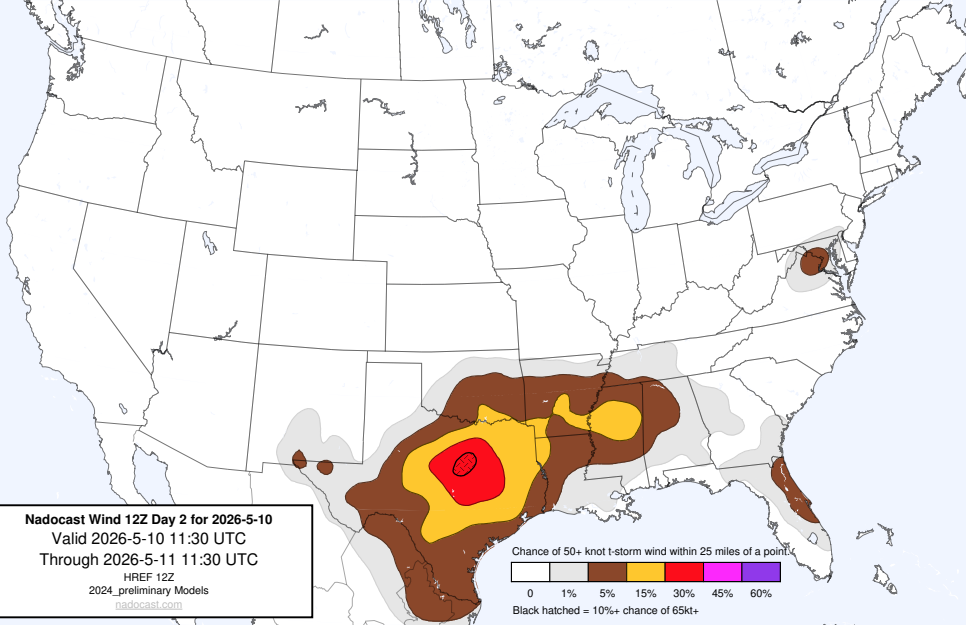 Nadocast Wind 12Z Day 2 for 2026-5-10
Valid 2026-5-10 11:30 UTC
Through 2026-5-11 11:30 UTC
HREF 12Z
2024_preliminary Models
nadocast.com
Chance of 50+ knot t-storm wind within 25 miles of a point.
0 1% 5% 15% 30% 45% 60%
Black hatched = 10%+ chance of 65kt+